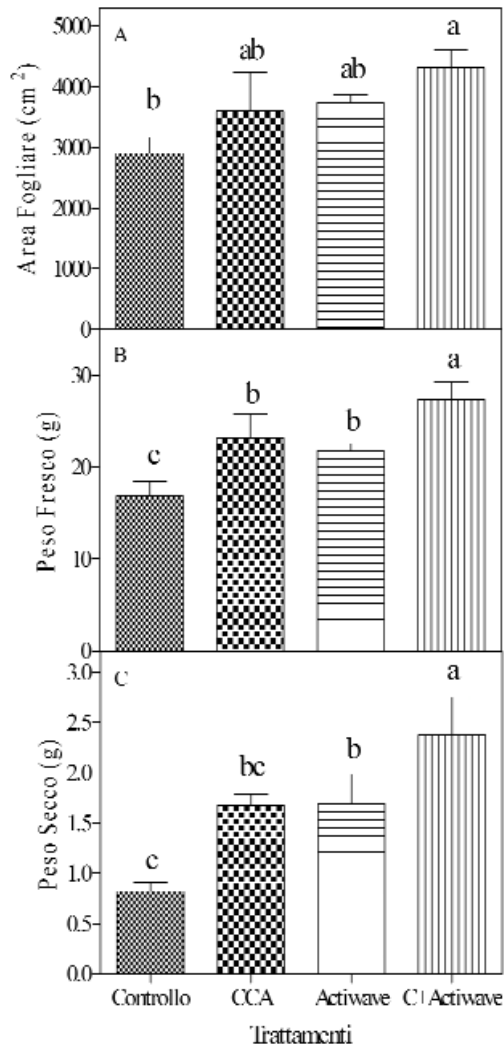 A
Area Fogliare (cm 2)
5000
4000
3000
2000
1000
0
b
ab
ab
a
B
Peso Fresco (g)
30
20
10
0
c
b
b
a
C
Peso Secco (g)
3.0
2.5
2.0
1.5
1.0
0.5
0.0
c
bc
b
a
Controllo
CCA
Actiwave
C+Actiwave
Trattamenti